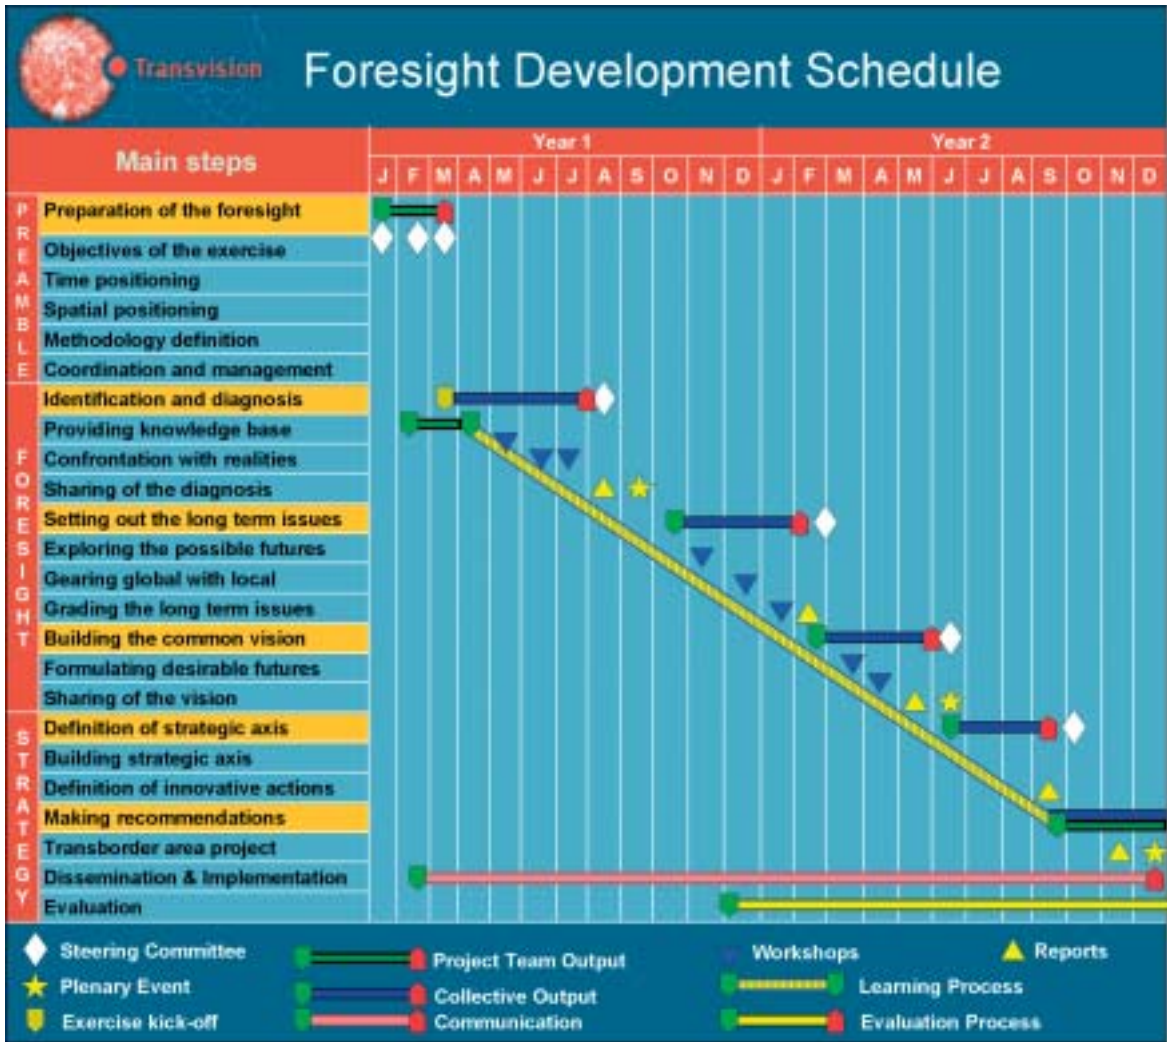 Transvision
Foresight Development Schedule
Main steps
Year 1
Year 2
J F M A M J J A S O N D J F M A M J J A S O N D
PREAMBLE
Preparation of the foresight
Objectives of the exercise
Time positioning
Spatial positioning
Methodology definition
Coordination and management
FORESIGHT
Identification and diagnosis
Providing knowledge base
Confrontation with realities
Sharing of the diagnosis
Setting out the long term issues
Exploring the possible futures
Gearing global with local
Grading the long term issues
Building the common vision
Formulating desirable futures
Sharing of the vision
STRATEGY
Definition of strategic axis
Building strategic axis
Definition of innovative actions
Making recommendations
Transborder area project
Dissemination & Implementation
Evaluation
Steering Committee
Plenary Event
Exercise kick-off
Project Team Output
Collective Output
Communication
Workshops
Reports
Learning Process
Evaluation Process